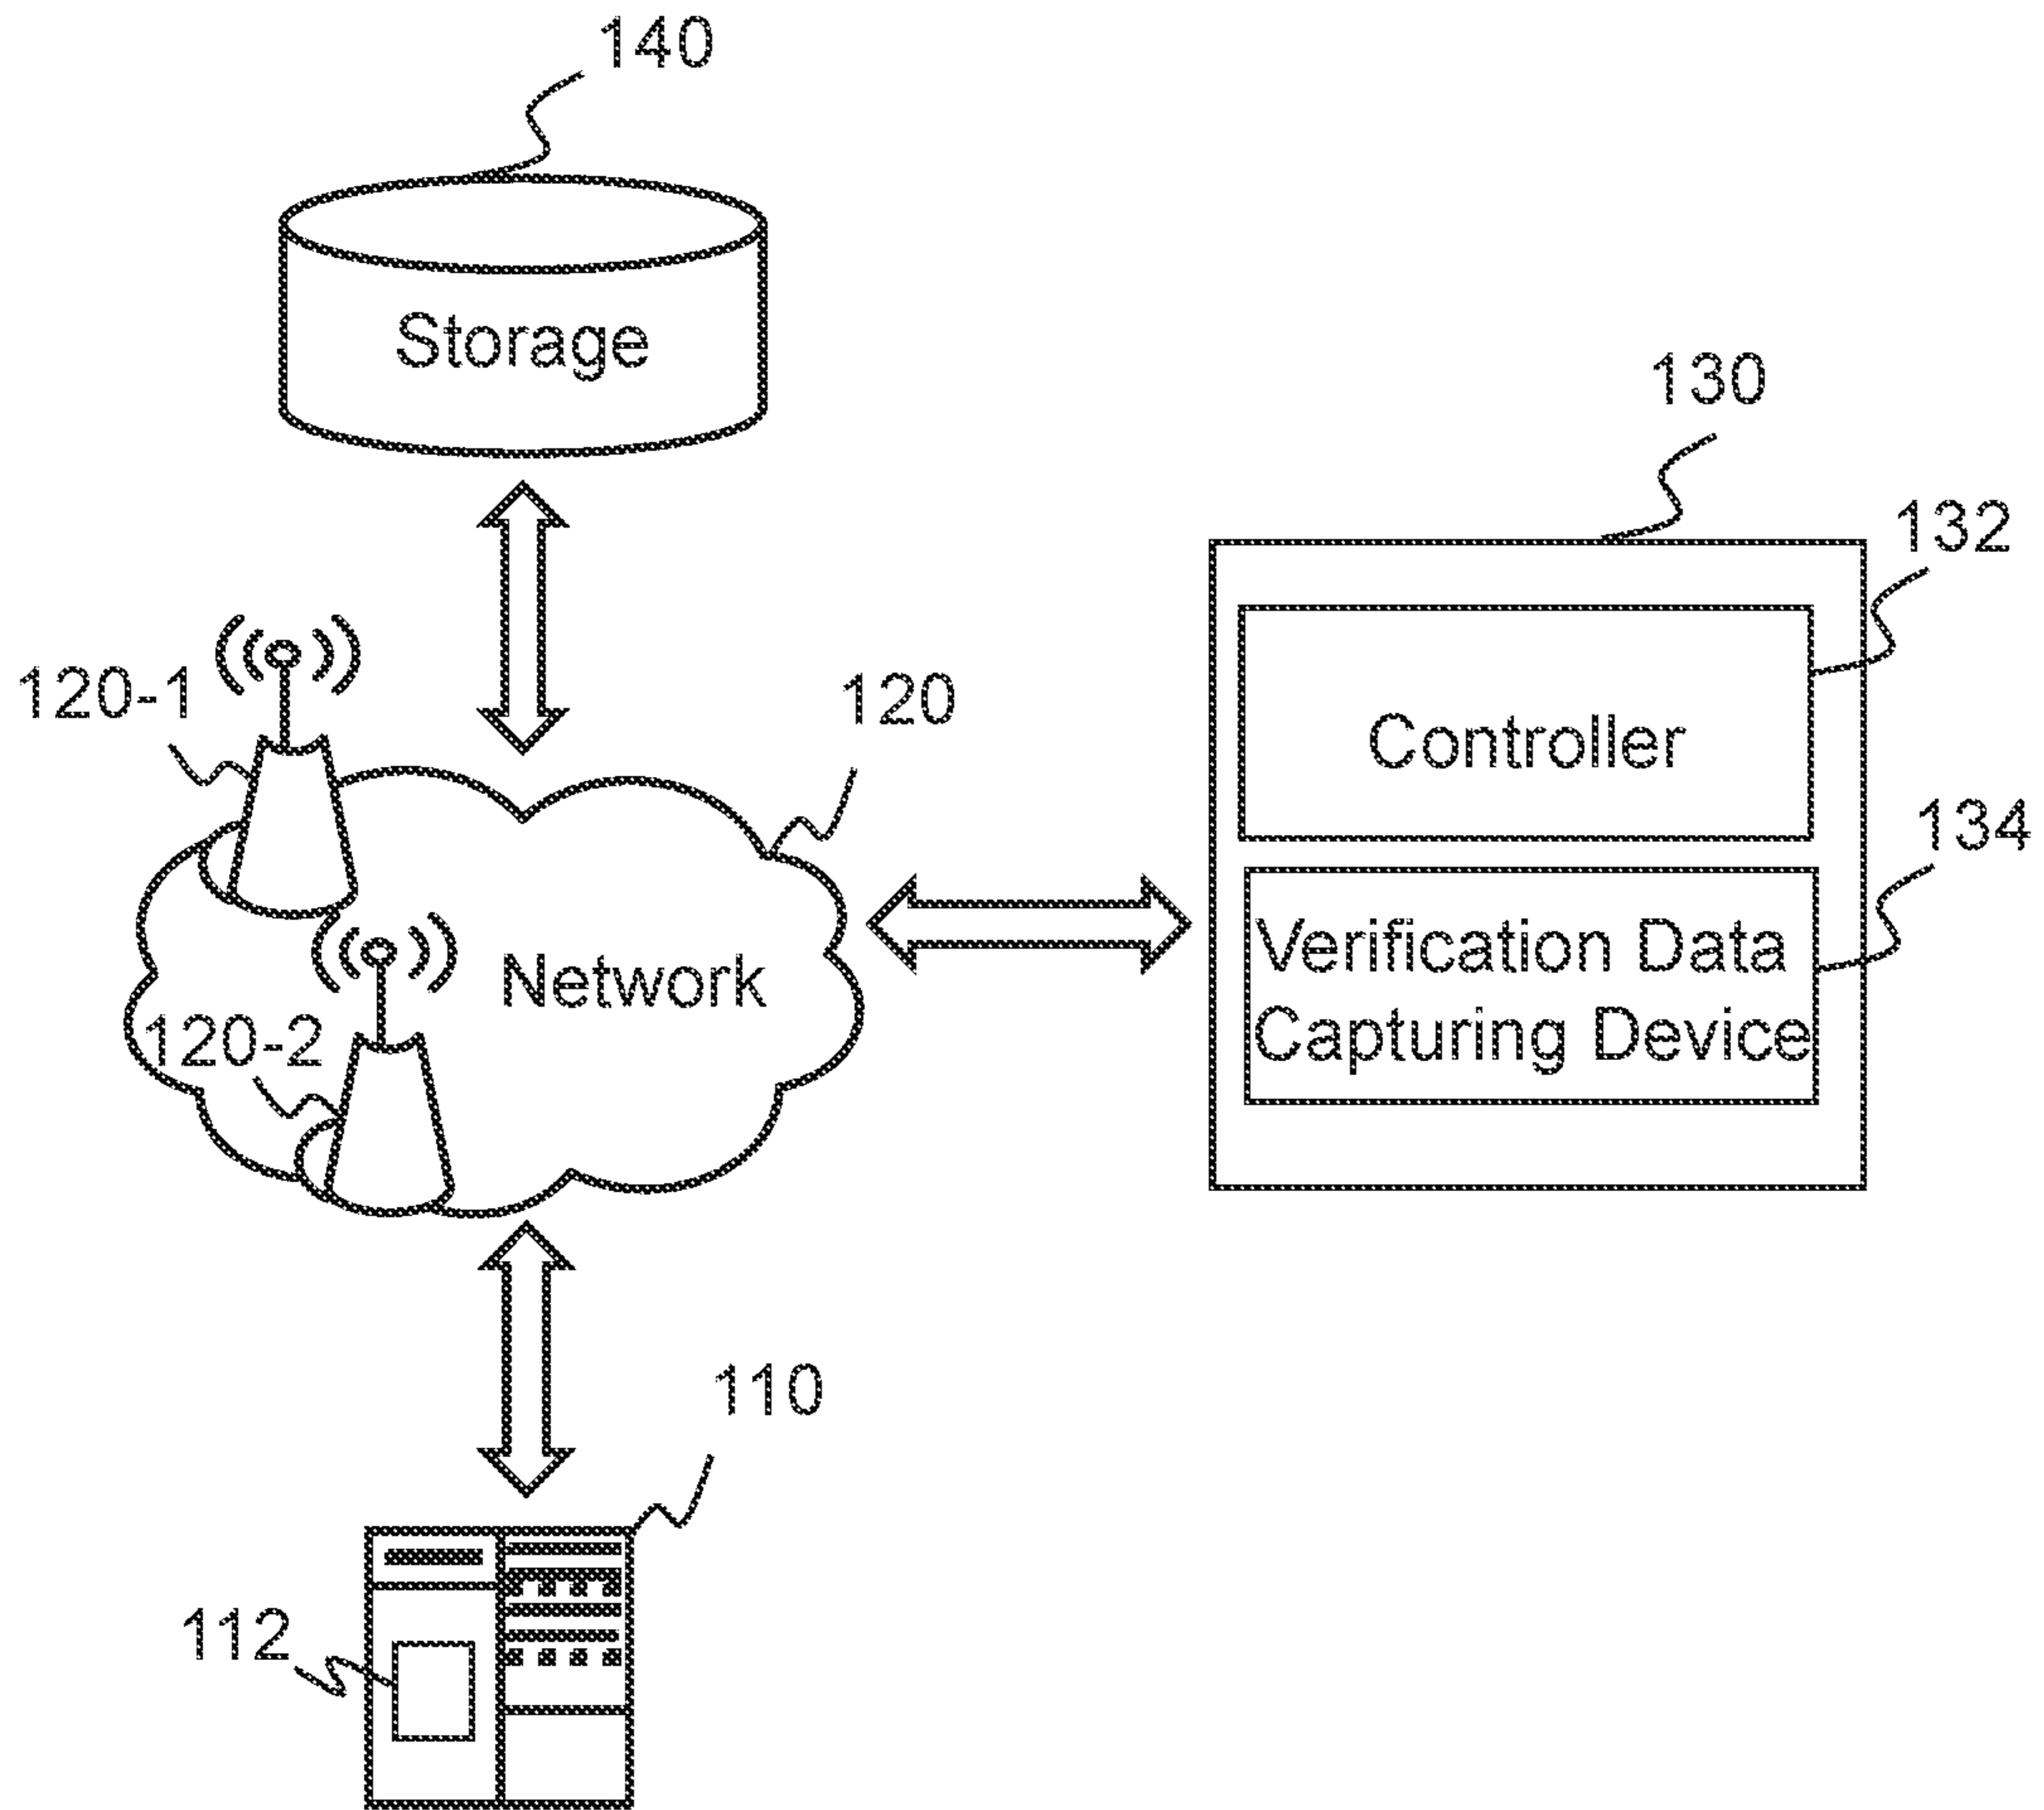 140
Storage
130
132
120-1
120
Controller
134
Verification Data
Capturing Device
Network
120-2
110
112